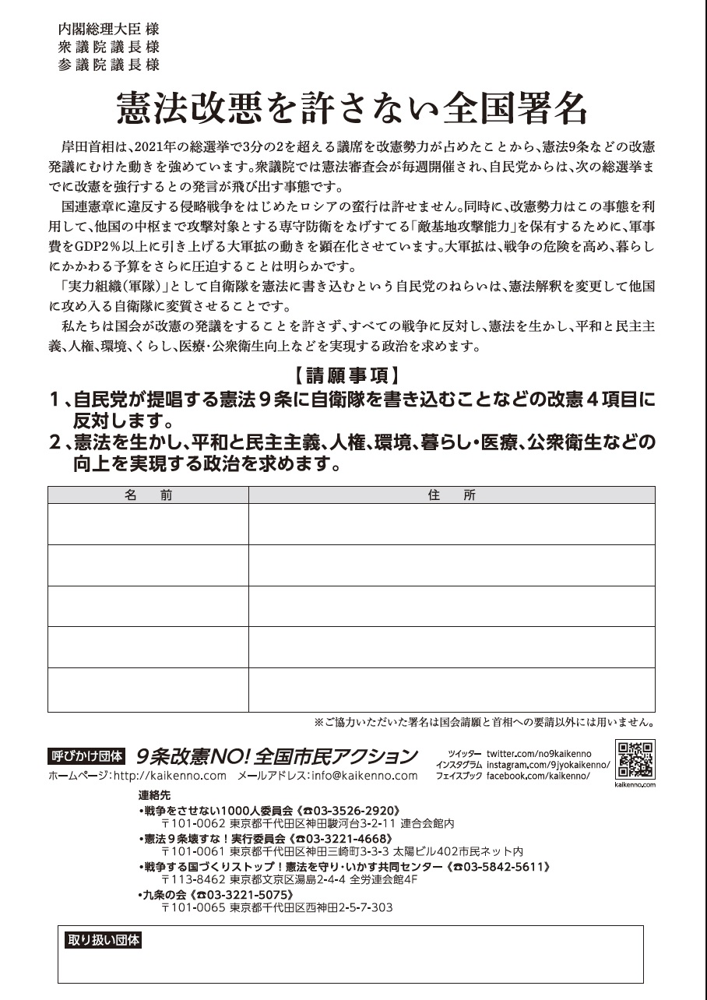 内閣総理大臣 様
衆 議 院 議 長 様
参 議 院 議 長 様
憲法改悪を許さない全国署名
岸田首相は、2021年の総選挙で3分の2を超える議席を改憲勢力が占めたことから、憲法9条などの改憲
発議にむけた動きを強めています。衆議院では憲法審査会が毎週開催され、自民党からは、次の総選挙ま
でに改憲を強行するとの発言が飛び出す事態です。
国連憲章に違反する侵略戦争をはじめたロシアの蛮行は許せません。同時に、改憲勢力はこの事態を利
用して、他国の中枢まで攻撃対象とする専守防衛をなげすてる「敵基地攻撃能力」を保有するために、軍事
費をGDP2％以上に引き上げる大軍拡の動きを顕在化させています。大軍拡は、戦争の危険を高め、暮らし
にかかわる予算をさらに圧迫することは明らかです。
「実力組織（軍隊）」として自衛隊を憲法に書き込むという自民党のねらいは、憲法解釈を変更して他国
に攻め入る自衛隊に変質させることです。
私たちは国会が改憲の発議をすることを許さず、すべての戦争に反対し、憲法を生かし、平和と民主主
義、人権、環境、くらし、医療・公衆衛生向上などを実現する政治を求めます。
【請願事項】
１、自民党が提唱する憲法９条に自衛隊を書き込むことなどの改憲４項目に
反対します。
２、憲法を生かし、平和と民主主義、人権、環境、暮らし・医療、公衆衛生などの
向上を実現する政治を求めます。
名　前　住　所
※ご協力いただいた署名は国会請願と首相への要請以外には用いません。
呼びかけ団体 ９条改憲NO！全国市民アクション
ホームページ：http://kaikenno.com　メールアドレス：info@kaikenno.com
ツイッター twitter.com/no9kaikenno
インスタグラム instagram.com/9jyokaikenno/
フェイスブック facebook.com/kaikenno/
kaikenno.com
連絡先
・戦争をさせない1000人委員会《☎03-3526-2920》
〒101-0062 東京都千代田区神田駿河台3-2-11 連合会館内
・憲法９条壊すな！実行委員会《☎03-3221-4668》
〒101-0061 東京都千代田区神田三崎町3-3-3 太陽ビル402市民ネット内
・戦争する国づくりストップ！憲法を守り・いかす共同センター《☎03-5842-5611》
〒113-8462 東京都文京区湯島2-4-4 全労連会館4F
・九条の会《☎03-3221-5075》
〒101-0065 東京都千代田区西神田2-5-7-303
取り扱い団体